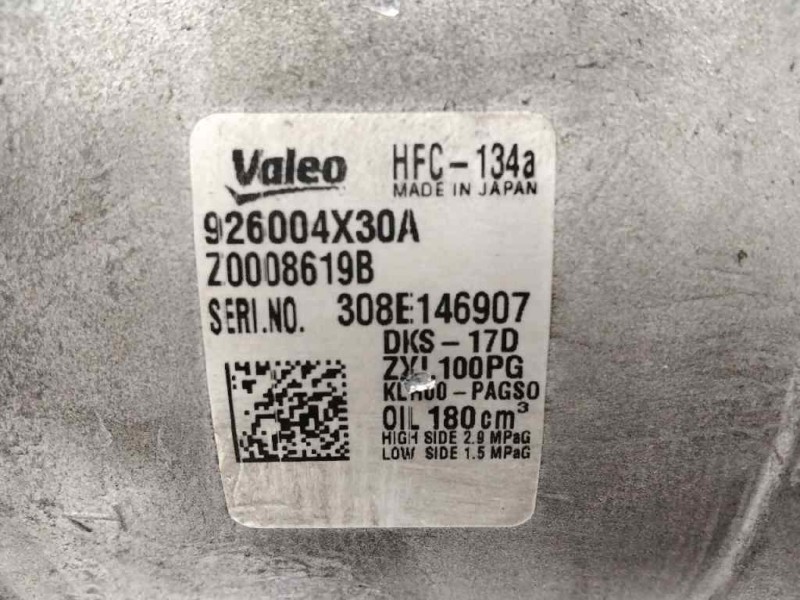 Valeo HFC-134a
MADE IN JAPAN
926004X30A
Z0008619B
SERI.NO. 308E146907
DKS-17D
100PG
OIL 180cm³
HIGH SIDE 2.9 MPaG
LOW SIDE 1.5 MPaG